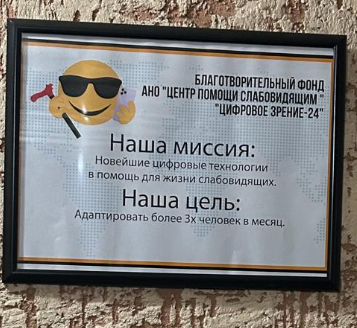 БЛАГОТВОРИТЕЛЬНЫЙ ФОНД
АНО "ЦЕНТР ПОМОЩИ СЛАБОВИДЯЩИМ -
"ЦИФРОВОЕ ЗРЕНИЕ-24"
Наша миссия:
Новейшие цифровые технологии
в помощь для жизни слабовидящих.
Наша цель:
Адаптировать более 3х человек в месяц.